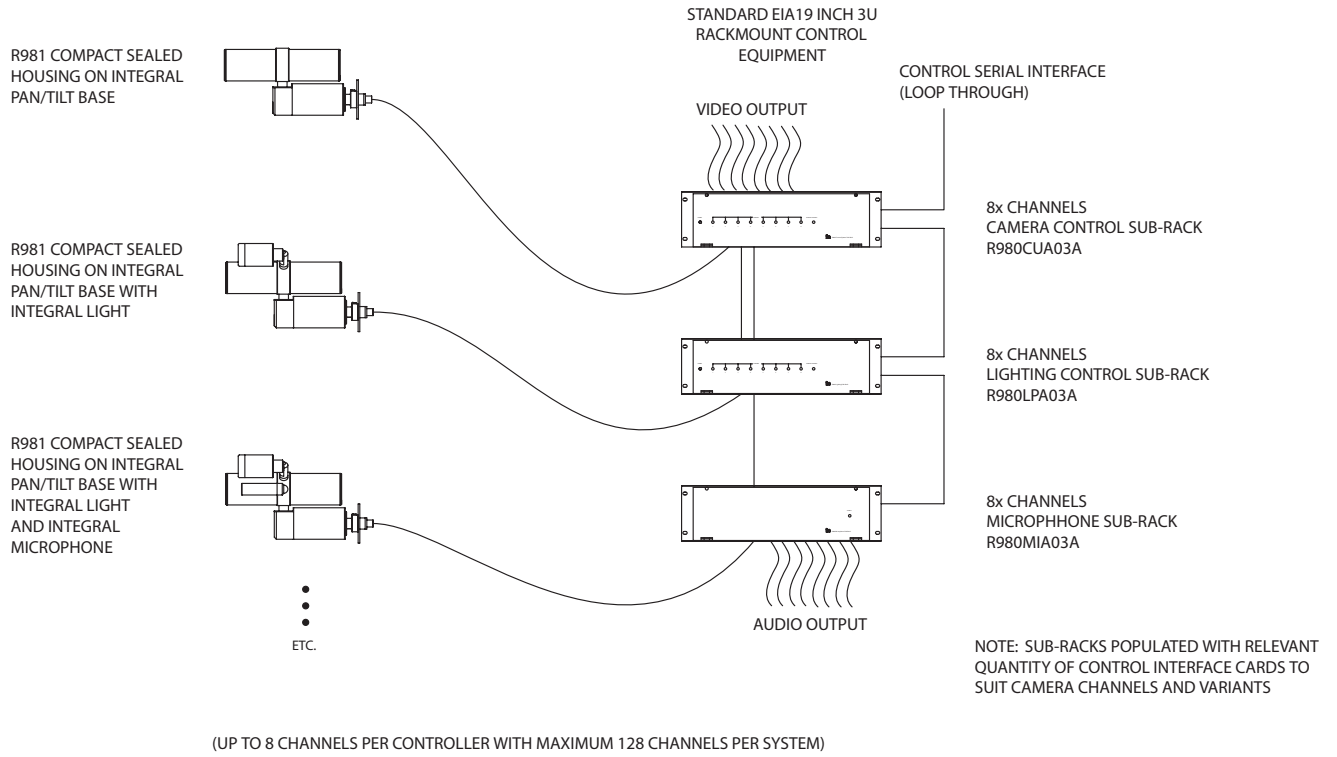 STANDARD EIA19 INCH 3U
RACKMOUNT CONTROL
EQUIPMENT
R981 COMPACT SEALED
HOUSING ON INTEGRAL
PAN/TILT BASE
CONTROL SERIAL INTERFACE
(LOOP THROUGH)
VIDEO OUTPUT
8x CHANNELS
CAMERA CONTROL SUB-RACK
R980CUA03A
R981 COMPACT SEALED
HOUSING ON INTEGRAL
PAN/TILT BASE WITH
INTEGRAL LIGHT
8x CHANNELS
LIGHTING CONTROL SUB-RACK
R980LPA03A
R981 COMPACT SEALED
HOUSING ON INTEGRAL
PAN/TILT BASE WITH
INTEGRAL LIGHT
AND INTEGRAL
MICROPHONE
8x CHANNELS
MICROPHHONE SUB-RACK
R980MIA03A
AUDIO OUTPUT
ETC.
NOTE: SUB-RACKS POPULATED WITH RELEVANT
QUANTITY OF CONTROL INTERFACE CARDS TO
SUIT CAMERA CHANNELS AND VARIANTS
(UP TO 8 CHANNELS PER CONTROLLER WITH MAXIMUM 128 CHANNELS PER SYSTEM)